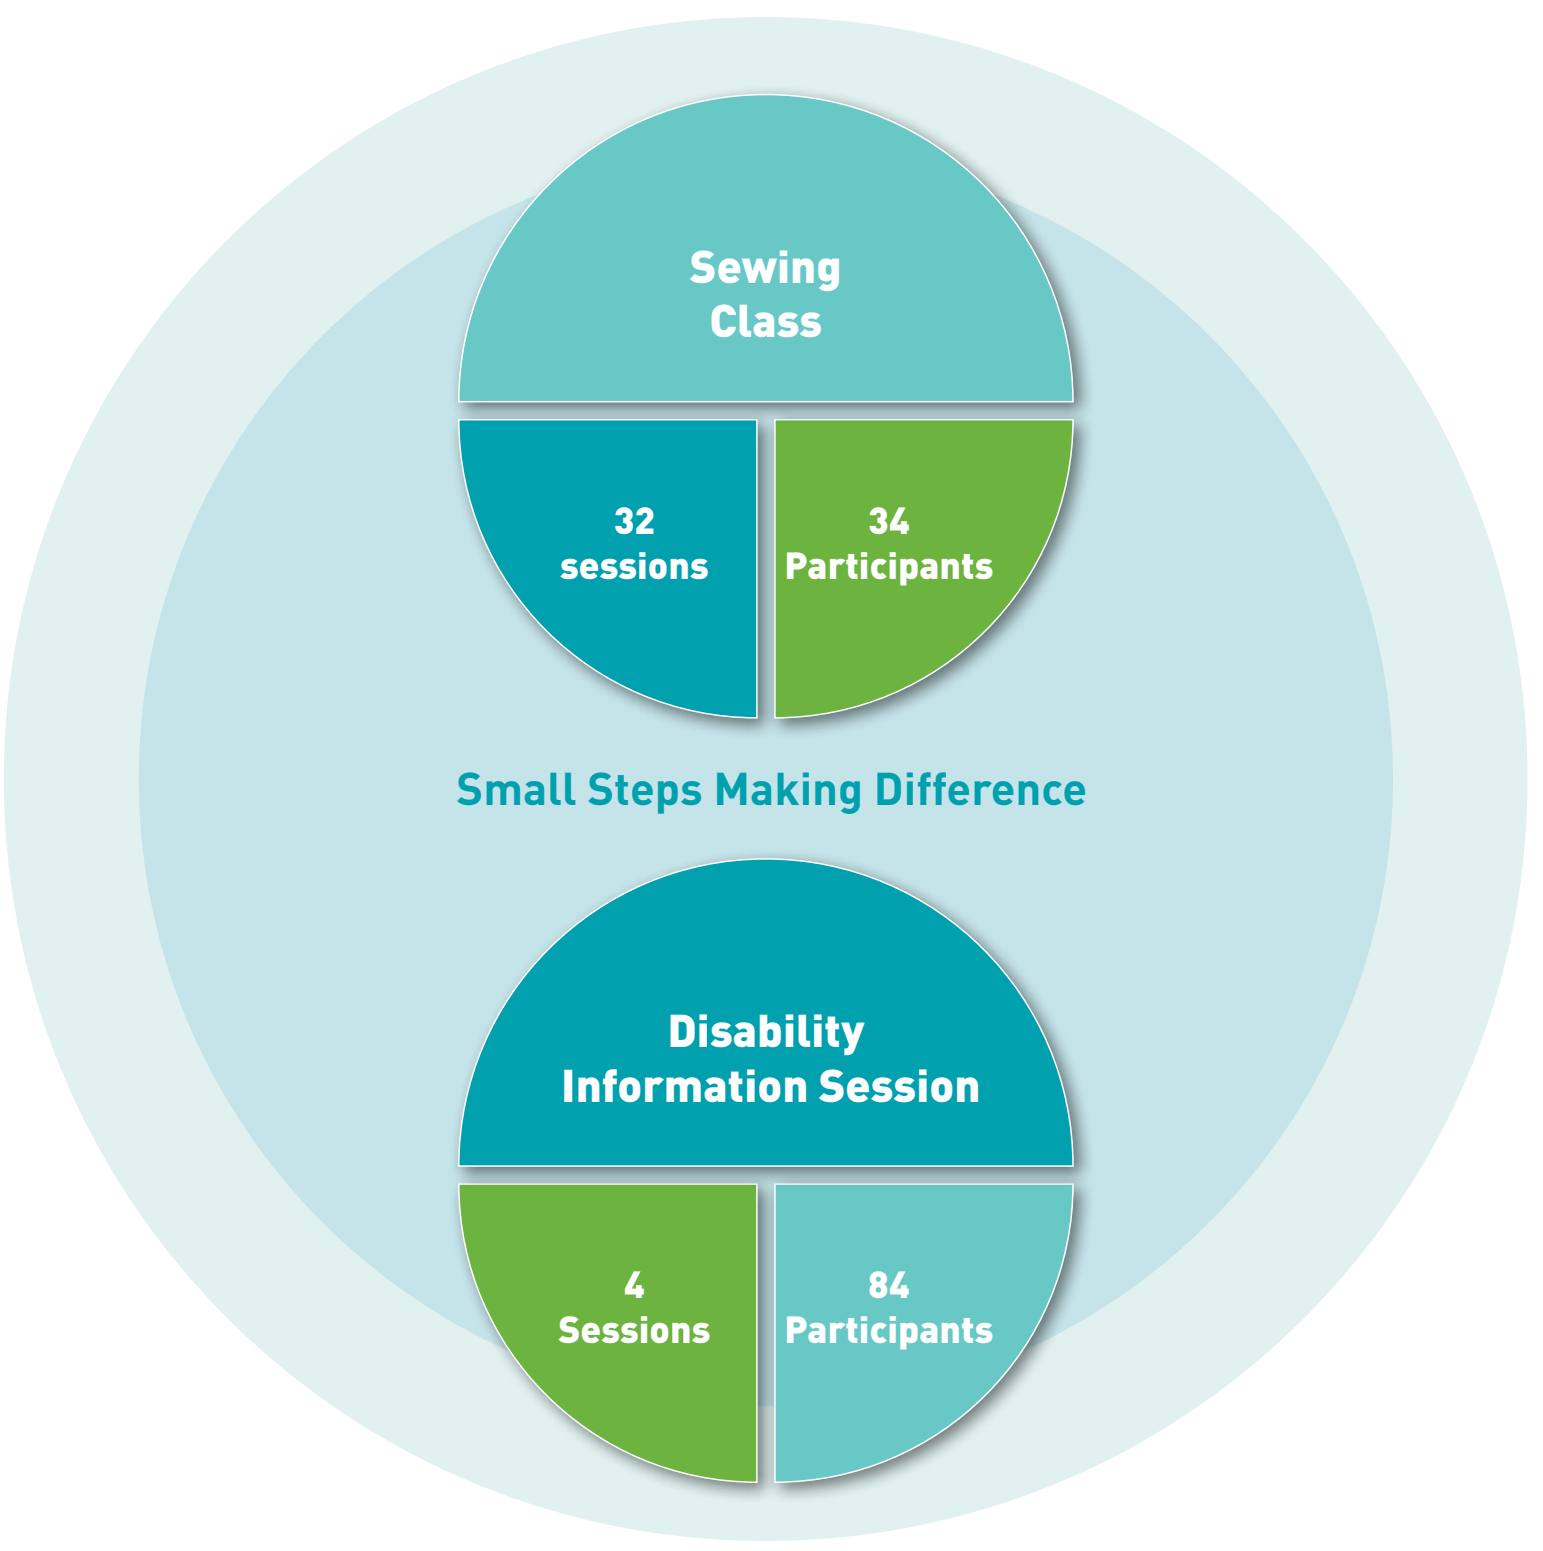 Sewing
Class
32
sessions
34
Participants
Small Steps Making Difference
Disability
Information Session
4
Sessions
84
Participants